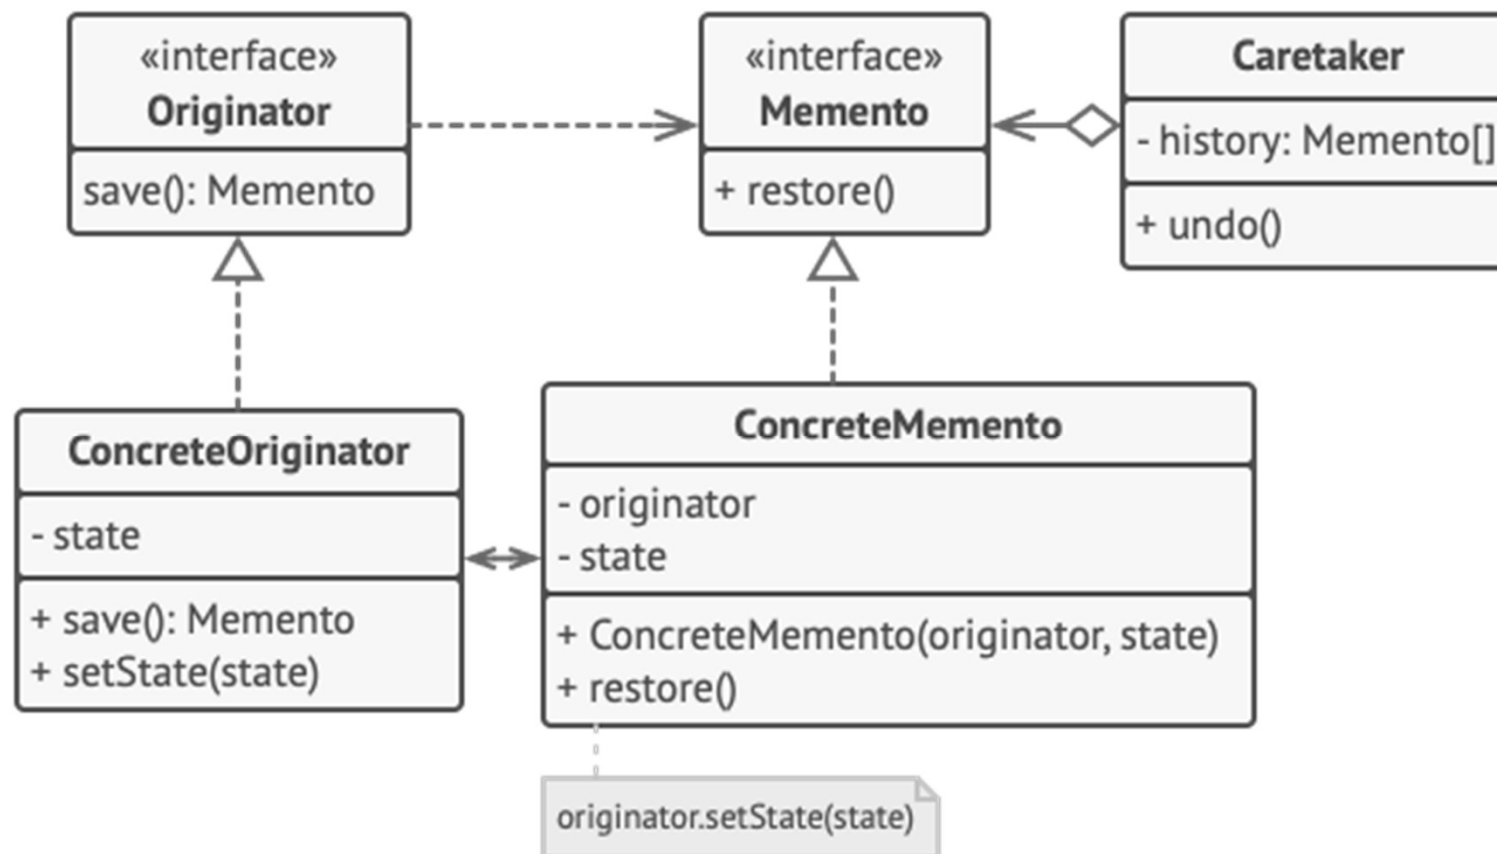 «interface»
Originator
save(): Memento
«interface»
Memento
+ restore()
Caretaker
- history: Memento[]
+ undo()
ConcreteOriginator
- state
+ save(): Memento
+ setState(state)
ConcreteMemento
- originator
- state
+ ConcreteMemento(originator, state)
+ restore()
originator.setState(state)